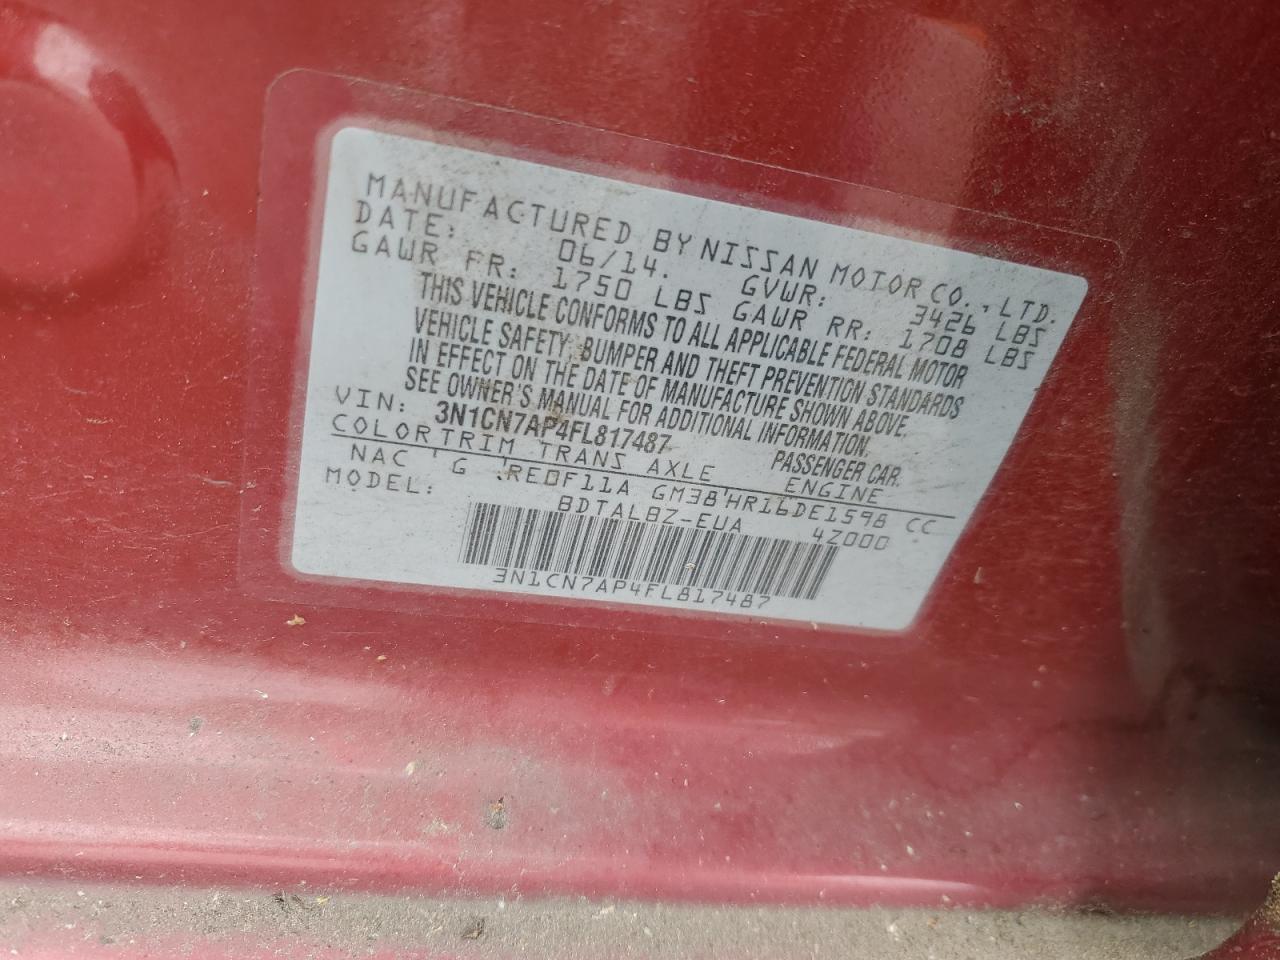 MANUFACTURED BY NISSAN MOTOR CO., LTD.
DATE: 06/14. GVWR: 3426 LBS
GAWR FR: 1750 LBS GAWR RR: 1708 LBS
THIS VEHICLE CONFORMS TO ALL APPLICABLE FEDERAL MOTOR
VEHICLE SAFETY, BUMPER AND THEFT PREVENTION STANDARDS
IN EFFECT ON THE DATE OF MANUFACTURE SHOWN ABOVE.
SEE OWNER'S MANUAL FOR ADDITIONAL INFORMATION.
VIN: 3N1CN7AP4FL817487 PASSENGER CAR.
COLOR TRIM TRANS AXLE ENGINE
NAC G RE0F11A GM38 HR16DE1598 CC
MODEL: BDTALBZ-EUA 4Z000
3N1CN7AP4FL817487